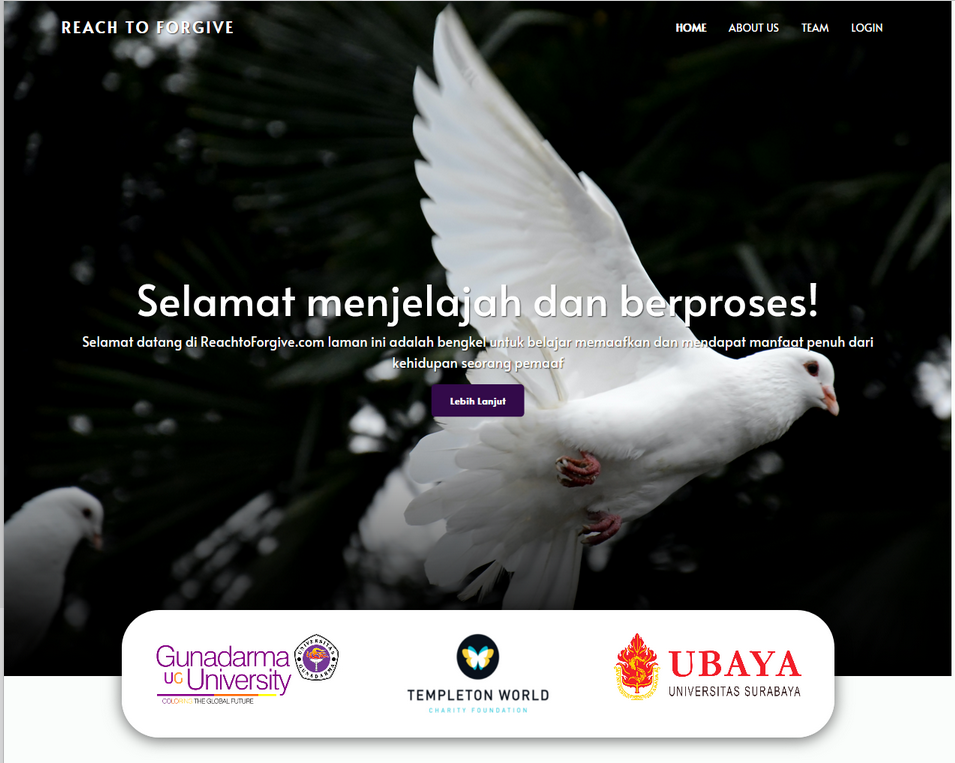 REACH TO FORGIVE
HOME ABOUT US TEAM LOGIN
Selamat menjelajah dan berproses!
Selamat datang di ReachtoForgive.com laman ini adalah bengkel untuk belajar memaafkan dan mendapat manfaat penuh dari
kehidupan seorang pemaaf
Lebih Lanjut
Gunadarma
UG University
COLORING THE GLOBAL FUTURE
UNIVERSITAS GUNADARMA
TEMPLETON WORLD
CHARITY FOUNDATION
UBAYA
UNIVERSITAS SURABAYA